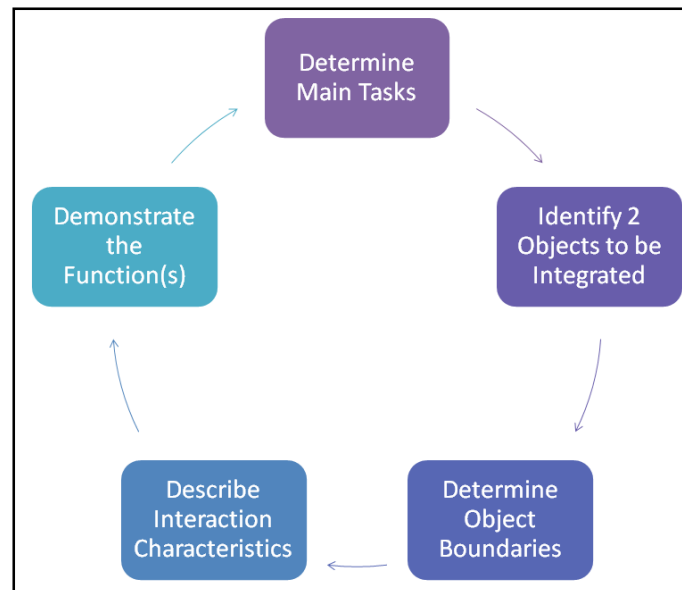 Determine
Main Tasks
Identify 2
Objects to be
Integrated
Determine
Object
Boundaries
Describe
Interaction
Characteristics
Demonstrate
the
Function(s)